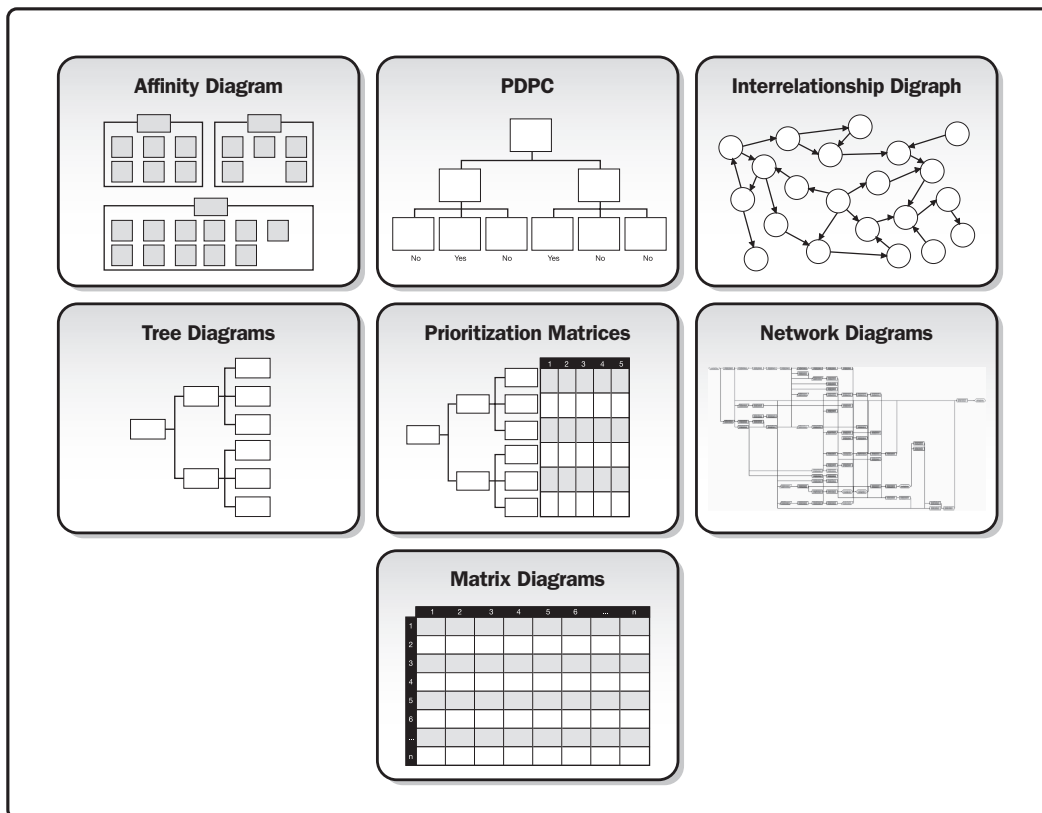 Affinity Diagram
PDPC
No Yes No Yes No No
Interrelationship Digraph
Tree Diagrams
Prioritization Matrices
1 2 3 4 5
Network Diagrams
Matrix Diagrams
1 2 3 4 5 6 ... n
1
2
3
4
5
6
...
n